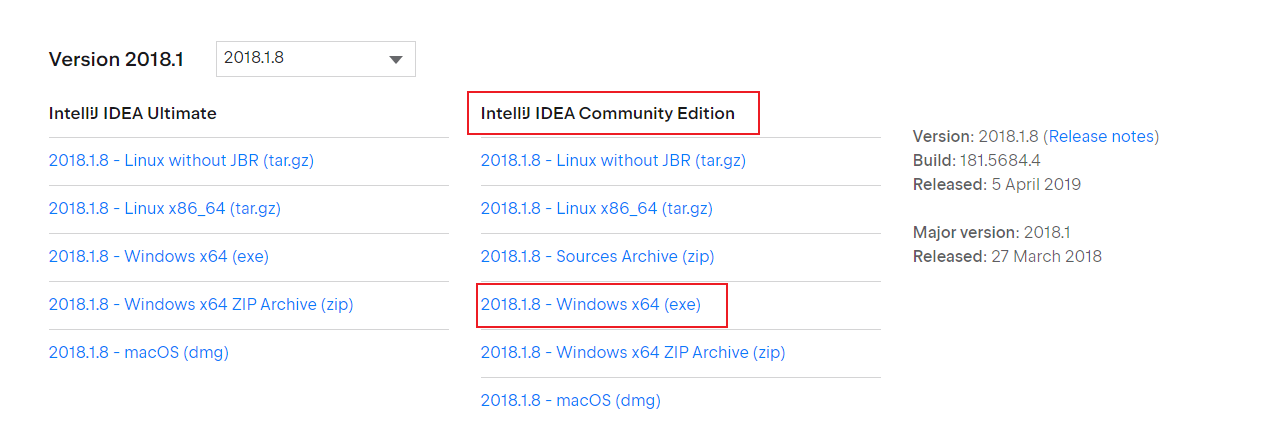 Version 2018.1
2018.1.8
IntelliJ IDEA Ultimate
2018.1.8 - Linux without JBR (tar.gz)
2018.1.8 - Linux x86_64 (tar.gz)
2018.1.8 - Windows x64 (exe)
2018.1.8 - Windows x64 ZIP Archive (zip)
2018.1.8 - macOS (dmg)
IntelliJ IDEA Community Edition
2018.1.8 - Linux without JBR (tar.gz)
2018.1.8 - Linux x86_64 (tar.gz)
2018.1.8 - Sources Archive (zip)
2018.1.8 - Windows x64 (exe)
2018.1.8 - Windows x64 ZIP Archive (zip)
2018.1.8 - macOS (dmg)
Version: 2018.1.8 (Release notes)
Build: 181.5684.4
Released: 5 April 2019
Major version: 2018.1
Released: 27 March 2018